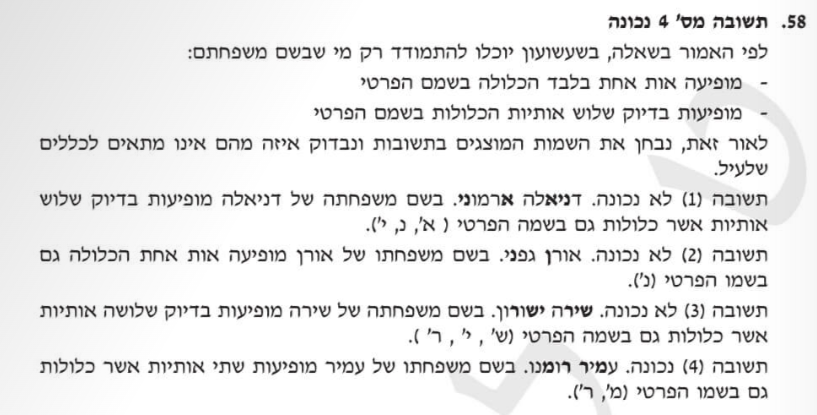 58. תשובה מס' 4 נכונה
לפי האמור בשאלה, בשעשועון יוכלו להתמודד רק מי שבשם משפחתם:
- מופיעה אות אחת בלבד הכלולה בשמם הפרטי
- מופיעות בדיוק שלוש אותיות הכלולות בשמם הפרטי
לאור זאת, נבחן את השמות המוצגים בתשובות ונבדוק איזה מהם אינו מתאים לכללים
שלעיל.
תשובה (1) לא נכונה. דניאלה ארמוני. בשם משפחתה של דניאלה מופיעות בדיוק שלוש
אותיות אשר כלולות גם בשמה הפרטי ( א', נ, י').
תשובה (2) לא נכונה. אורן גפני. בשם משפחתו של אורן מופיעה אות אחת הכלולה גם
בשמו הפרטי (נ').
תשובה (3) לא נכונה. שירה ישורון. בשם משפחתה של שירה מופיעות בדיוק שלושה אותיות
אשר כלולות גם בשמה הפרטי (ש' , י' , ר' ).
תשובה (4) נכונה. עמיר רומנו. בשם משפחתו של עמיר מופיעות שתי אותיות אשר כלולות
גם בשמו הפרטי (מ', ר').